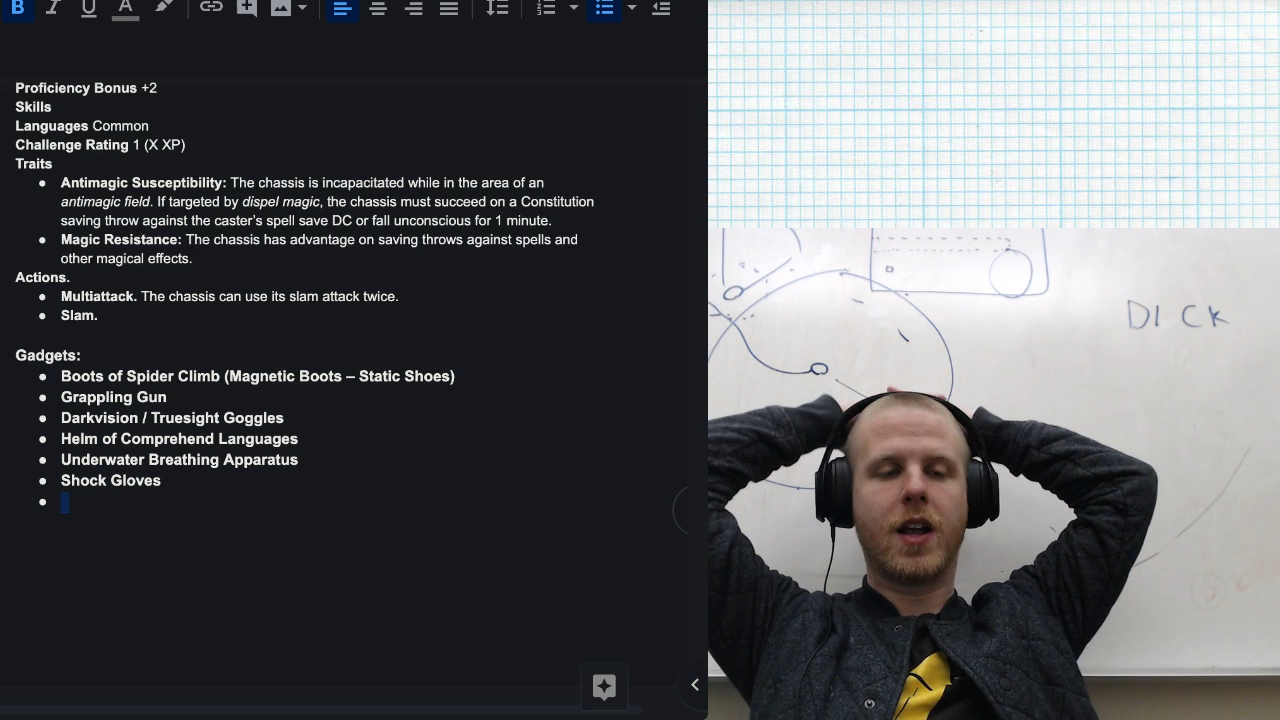 Proficiency Bonus +2
Skills
Languages Common
Challenge Rating 1 (X XP)
Traits
● Antimagic Susceptibility: The chassis is incapacitated while in the area of an
antimagic field. If targeted by dispel magic, the chassis must succeed on a Constitution
saving throw against the caster’s spell save DC or fall unconscious for 1 minute.
● Magic Resistance: The chassis has advantage on saving throws against spells and
other magical effects.
Actions.
● Multiattack. The chassis can use its slam attack twice.
● Slam.
Gadgets:
● Boots of Spider Climb (Magnetic Boots – Static Shoes)
● Grappling Gun
● Darkvision / Truesight Goggles
● Helm of Comprehend Languages
● Underwater Breathing Apparatus
● Shock Gloves
●
DICK